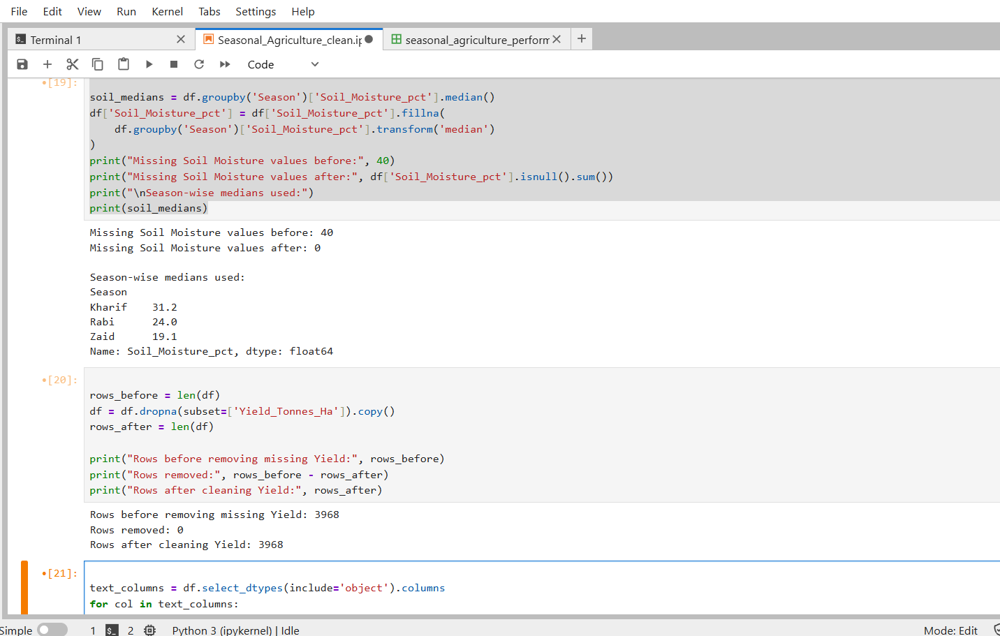 File Edit View Run Kernel Tabs Settings Help
Terminal 1
Seasonal_Agriculture_clean.ip
seasonal_agriculture_perform
Code
[19]:
soil_medians = df.groupby('Season')['Soil_Moisture_pct'].median()
df['Soil_Moisture_pct'] = df['Soil_Moisture_pct'].fillna(
    df.groupby('Season')['Soil_Moisture_pct'].transform('median')
)
print("Missing Soil Moisture values before:", 40)
print("Missing Soil Moisture values after:", df['Soil_Moisture_pct'].isnull().sum())
print("\nSeason-wise medians used:")
print(soil_medians)
Missing Soil Moisture values before: 40
Missing Soil Moisture values after: 0
Season-wise medians used:
Season
Kharif    31.2
Rabi      24.0
Zaid      19.1
Name: Soil_Moisture_pct, dtype: float64
[20]:
rows_before = len(df)
df = df.dropna(subset=['Yield_Tonnes_Ha']).copy()
rows_after = len(df)
print("Rows before removing missing Yield:", rows_before)
print("Rows removed:", rows_before - rows_after)
print("Rows after cleaning Yield:", rows_after)
Rows before removing missing Yield: 3968
Rows removed: 0
Rows after cleaning Yield: 3968
[21]:
text_columns = df.select_dtypes(include='object').columns
for col in text_columns:
Simple 1 2 Python 3 (ipykernel) | Idle Mode: Edit